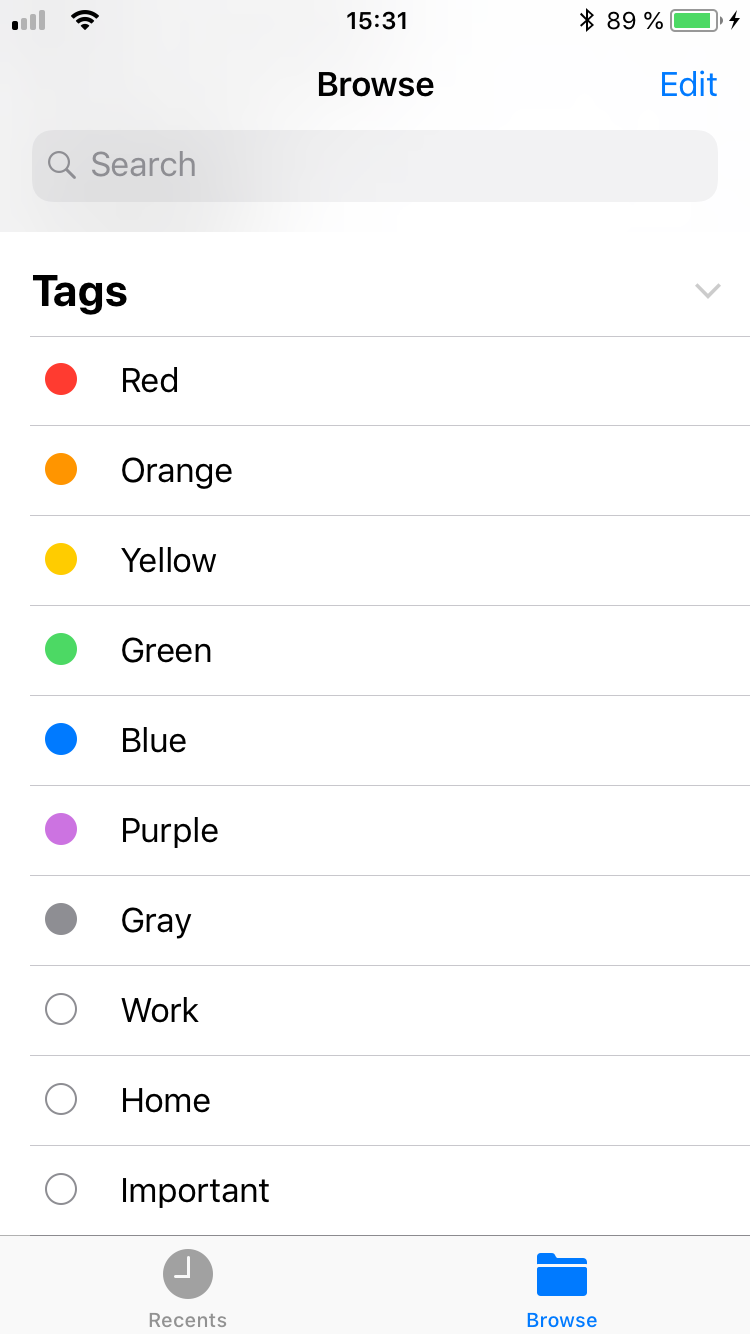 15:31 89 %
Browse Edit
Search
Tags
Red
Orange
Yellow
Green
Blue
Purple
Gray
Work
Home
Important
Recents Browse